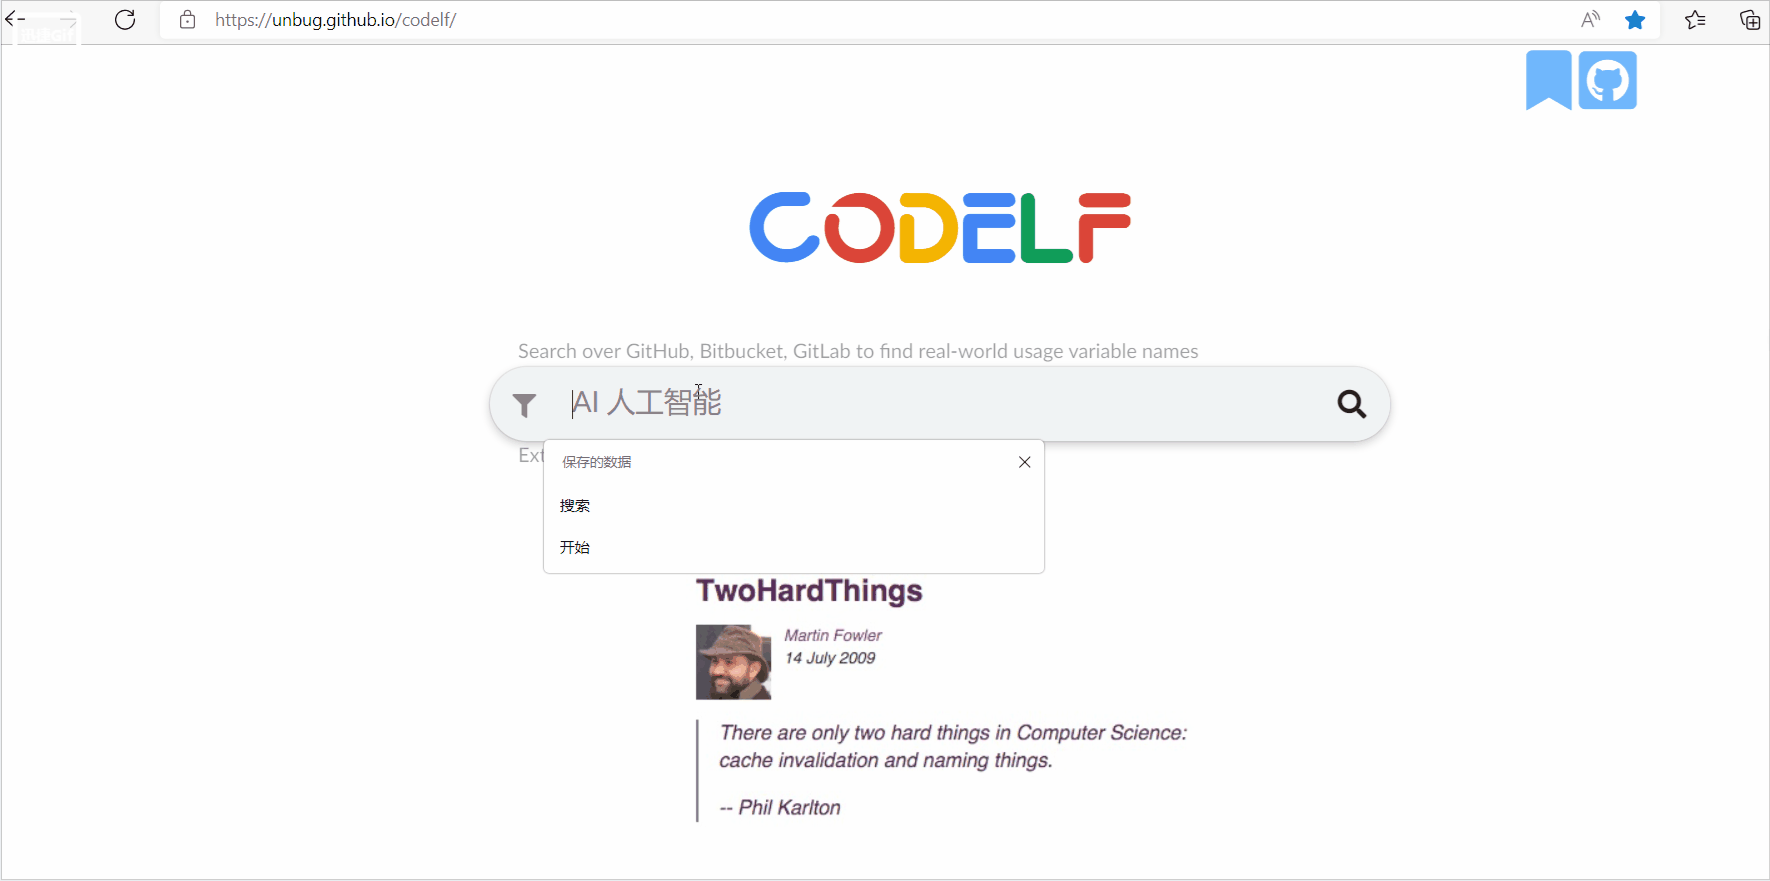 https://unbug.github.io/codelf/
CODELF
Search over GitHub, Bitbucket, GitLab to find real-world usage variable names
AI 人工智能
Ext
保存的数据
搜索
开始
TwoHardThings
Martin Fowler
14 July 2009
There are only two hard things in Computer Science:
cache invalidation and naming things.
-- Phil Karlton